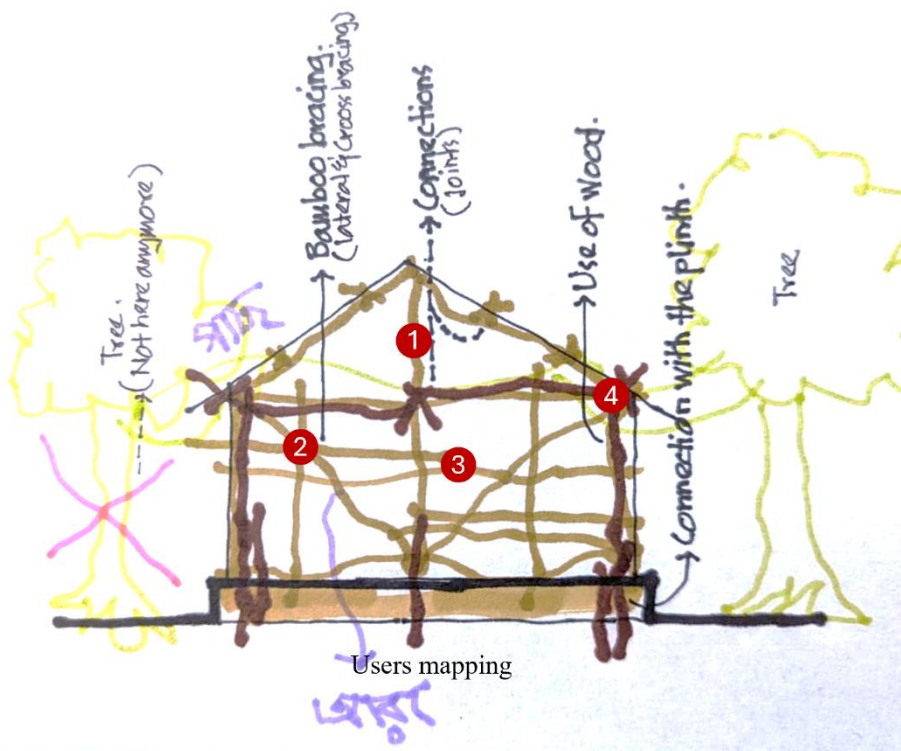 Tree.
(Not here anymore)
Bamboo bracing.
(lateral & Crooss bracing)
Connections
(Joints)
Use of Wood.
Connection with the plinth.
Tree
1
2
3
4
Users mapping